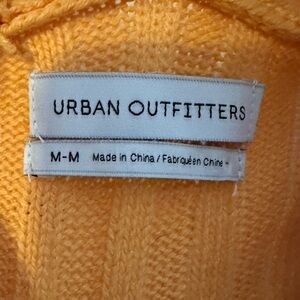 URBAN OUTFITTERS
M-M Made in China / Fabriqué en Chine -